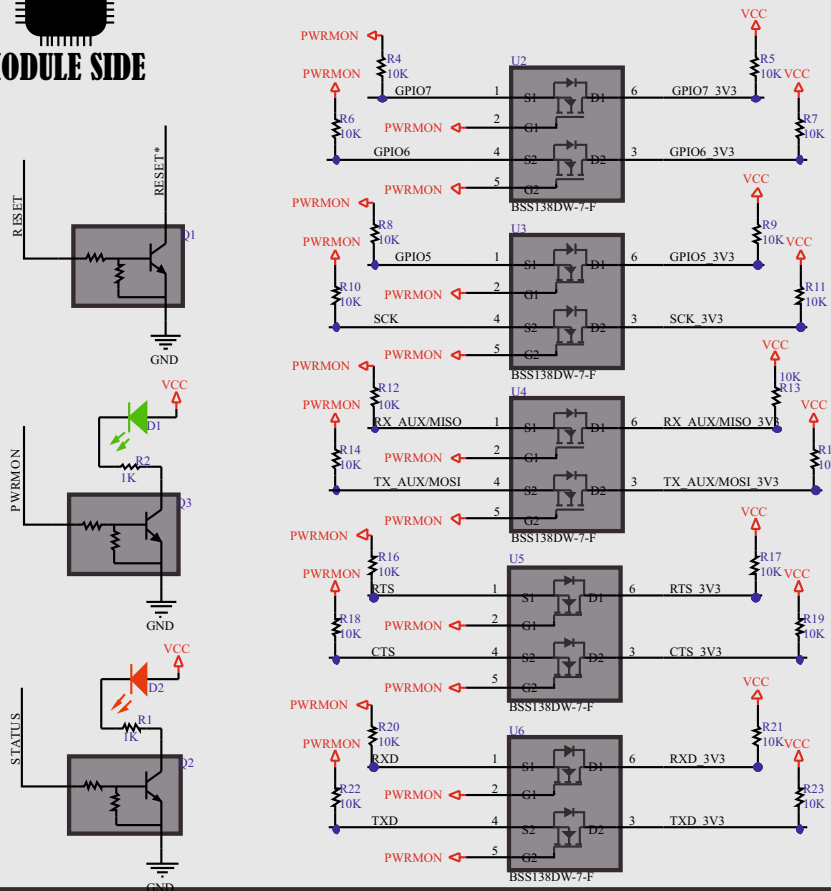 MODULE SIDE
RESET
RESET*
Q1
GND
VCC
D1
R2
1K
PWRMON
Q3
GND
VCC
D2
R1
1K
STATUS
Q2
GND
PWRMON
R4
10K
PWRMON
R6
10K
GPIO7
1
PWRMON
2
GPIO6
4
PWRMON
5
U2
S1
D1
G1
S2
D2
G2
BSS138DW-7-F
VCC
R5
10K
VCC
6
GPIO7_3V3
R7
10K
3
GPIO6_3V3
PWRMON
R8
10K
PWRMON
R10
10K
GPIO5
1
PWRMON
2
SCK
4
PWRMON
5
U3
S1
D1
G1
S2
D2
G2
BSS138DW-7-F
VCC
R9
10K
VCC
6
GPIO5_3V3
R11
10K
3
SCK_3V3
PWRMON
R12
10K
PWRMON
R14
10K
RX_AUX/MISO
1
PWRMON
2
TX_AUX/MOSI
4
PWRMON
5
U4
S1
D1
G1
S2
D2
G2
BSS138DW-7-F
VCC
10K
R13
VCC
6
RX_AUX/MISO_3V3
3
TX_AUX/MOSI_3V3
PWRMON
R16
10K
PWRMON
R18
10K
RTS
1
PWRMON
2
CTS
4
PWRMON
5
U5
S1
D1
G1
S2
D2
G2
BSS138DW-7-F
VCC
R17
10K
VCC
6
RTS_3V3
R19
10K
3
CTS_3V3
PWRMON
R20
10K
PWRMON
R22
10K
RXD
1
PWRMON
2
TXD
4
PWRMON
5
U6
S1
D1
G1
S2
D2
G2
BSS138DW-7-F
VCC
R21
10K
VCC
6
RXD_3V3
R23
10K
3
TXD_3V3